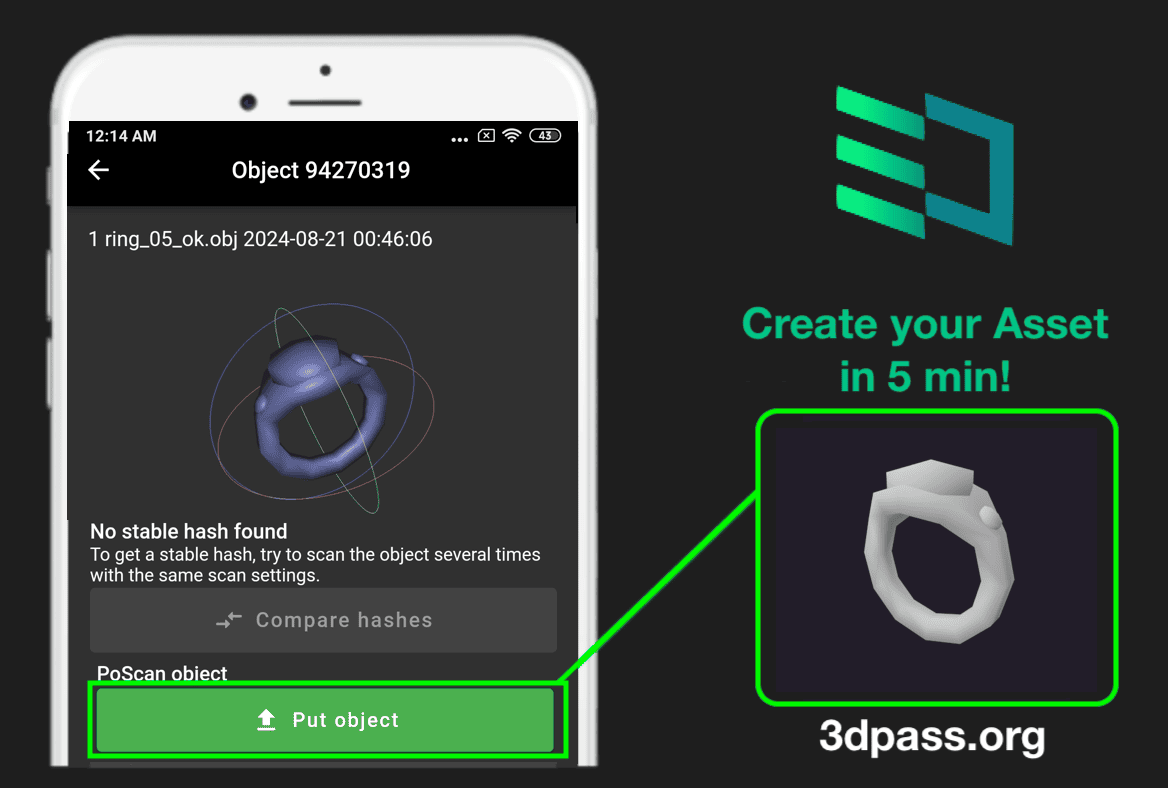 12:14 AM
43
Object 94270319
1 ring_05_ok.obj 2024-08-21 00:46:06
No stable hash found
To get a stable hash, try to scan the object several times
with the same scan settings.
Compare hashes
PoScan object
Put object
Create your Asset
in 5 min!
3dpass.org